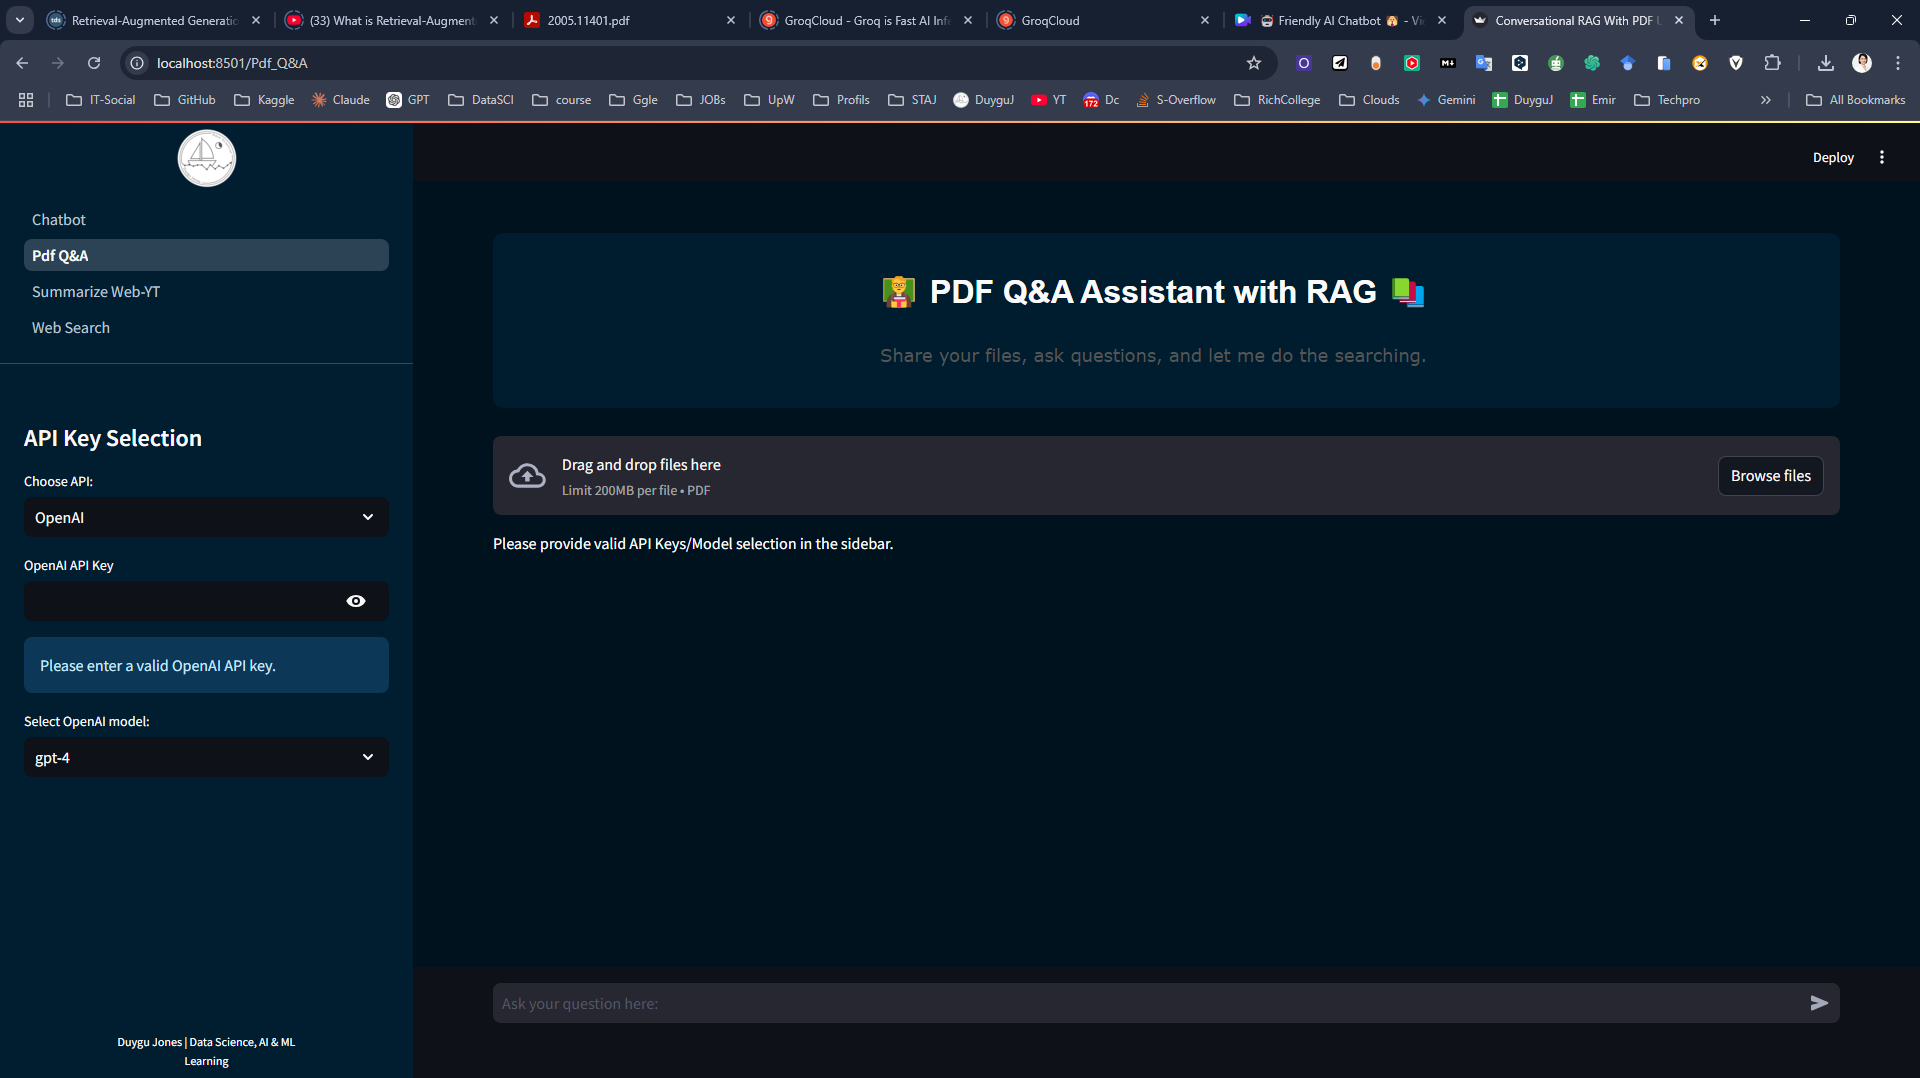 Retrieval-Augmented Generatio
(33) What is Retrieval-Augment
2005.11401.pdf
GroqCloud - Groq is Fast AI Infe
GroqCloud
Friendly AI Chatbot - Vi
Conversational RAG With PDF U
localhost:8501/Pdf_Q&A
IT-Social
GitHub
Kaggle
Claude
GPT
DataSCI
course
Ggle
JOBs
UpW
Profils
STAJ
DuyguJ
YT
172
Dc
S-Overflow
RichCollege
Clouds
Gemini
DuyguJ
Emir
Techpro
All Bookmarks
Deploy
Chatbot
Pdf Q&A
Summarize Web-YT
Web Search
API Key Selection
Choose API:
OpenAI
OpenAI API Key
Please enter a valid OpenAI API key.
Select OpenAI model:
gpt-4
Duygu Jones | Data Science, AI & ML
Learning
PDF Q&A Assistant with RAG
Share your files, ask questions, and let me do the searching.
Drag and drop files here
Limit 200MB per file • PDF
Browse files
Please provide valid API Keys/Model selection in the sidebar.
Ask your question here: